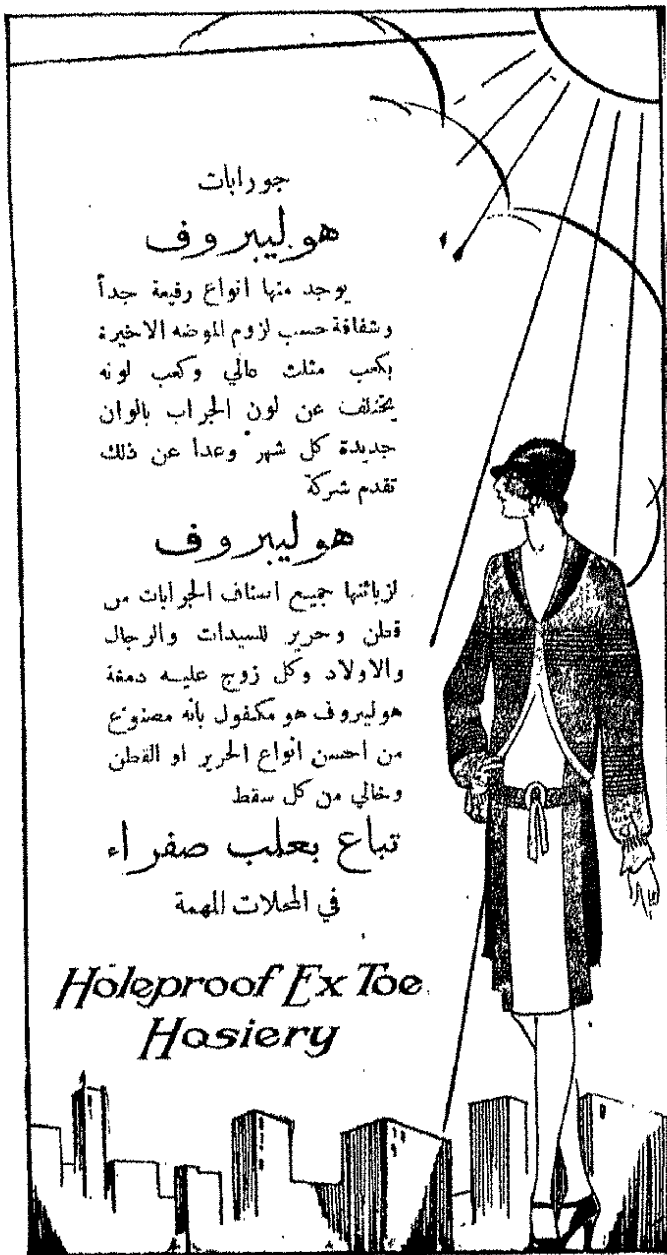 جورابات
هوليبروف
يوجد منها انواع رفيعة جداً
وشفافة حسب لزوم الموضه الاخيرة
بكعب مثلث عالي وكعب لونه
يختلف عن لون الجراب بالوان
جديدة كل شهر وعدا عن ذلك
تقدم شركة
هوليبروف
لزبائنها جميع اصناف الجوابات من
قطن وحرير للسيدات والرجال
والاولاد وكل زوج عليه دمغة
هوليبروف هو مكفول بأنه مصنوع
من احسن انواع الحرير او القطن
وخالي من كل سقط
تباع بعلب صفراء
في المحلات المهمة
Holeproof Ex Toe
Hosiery